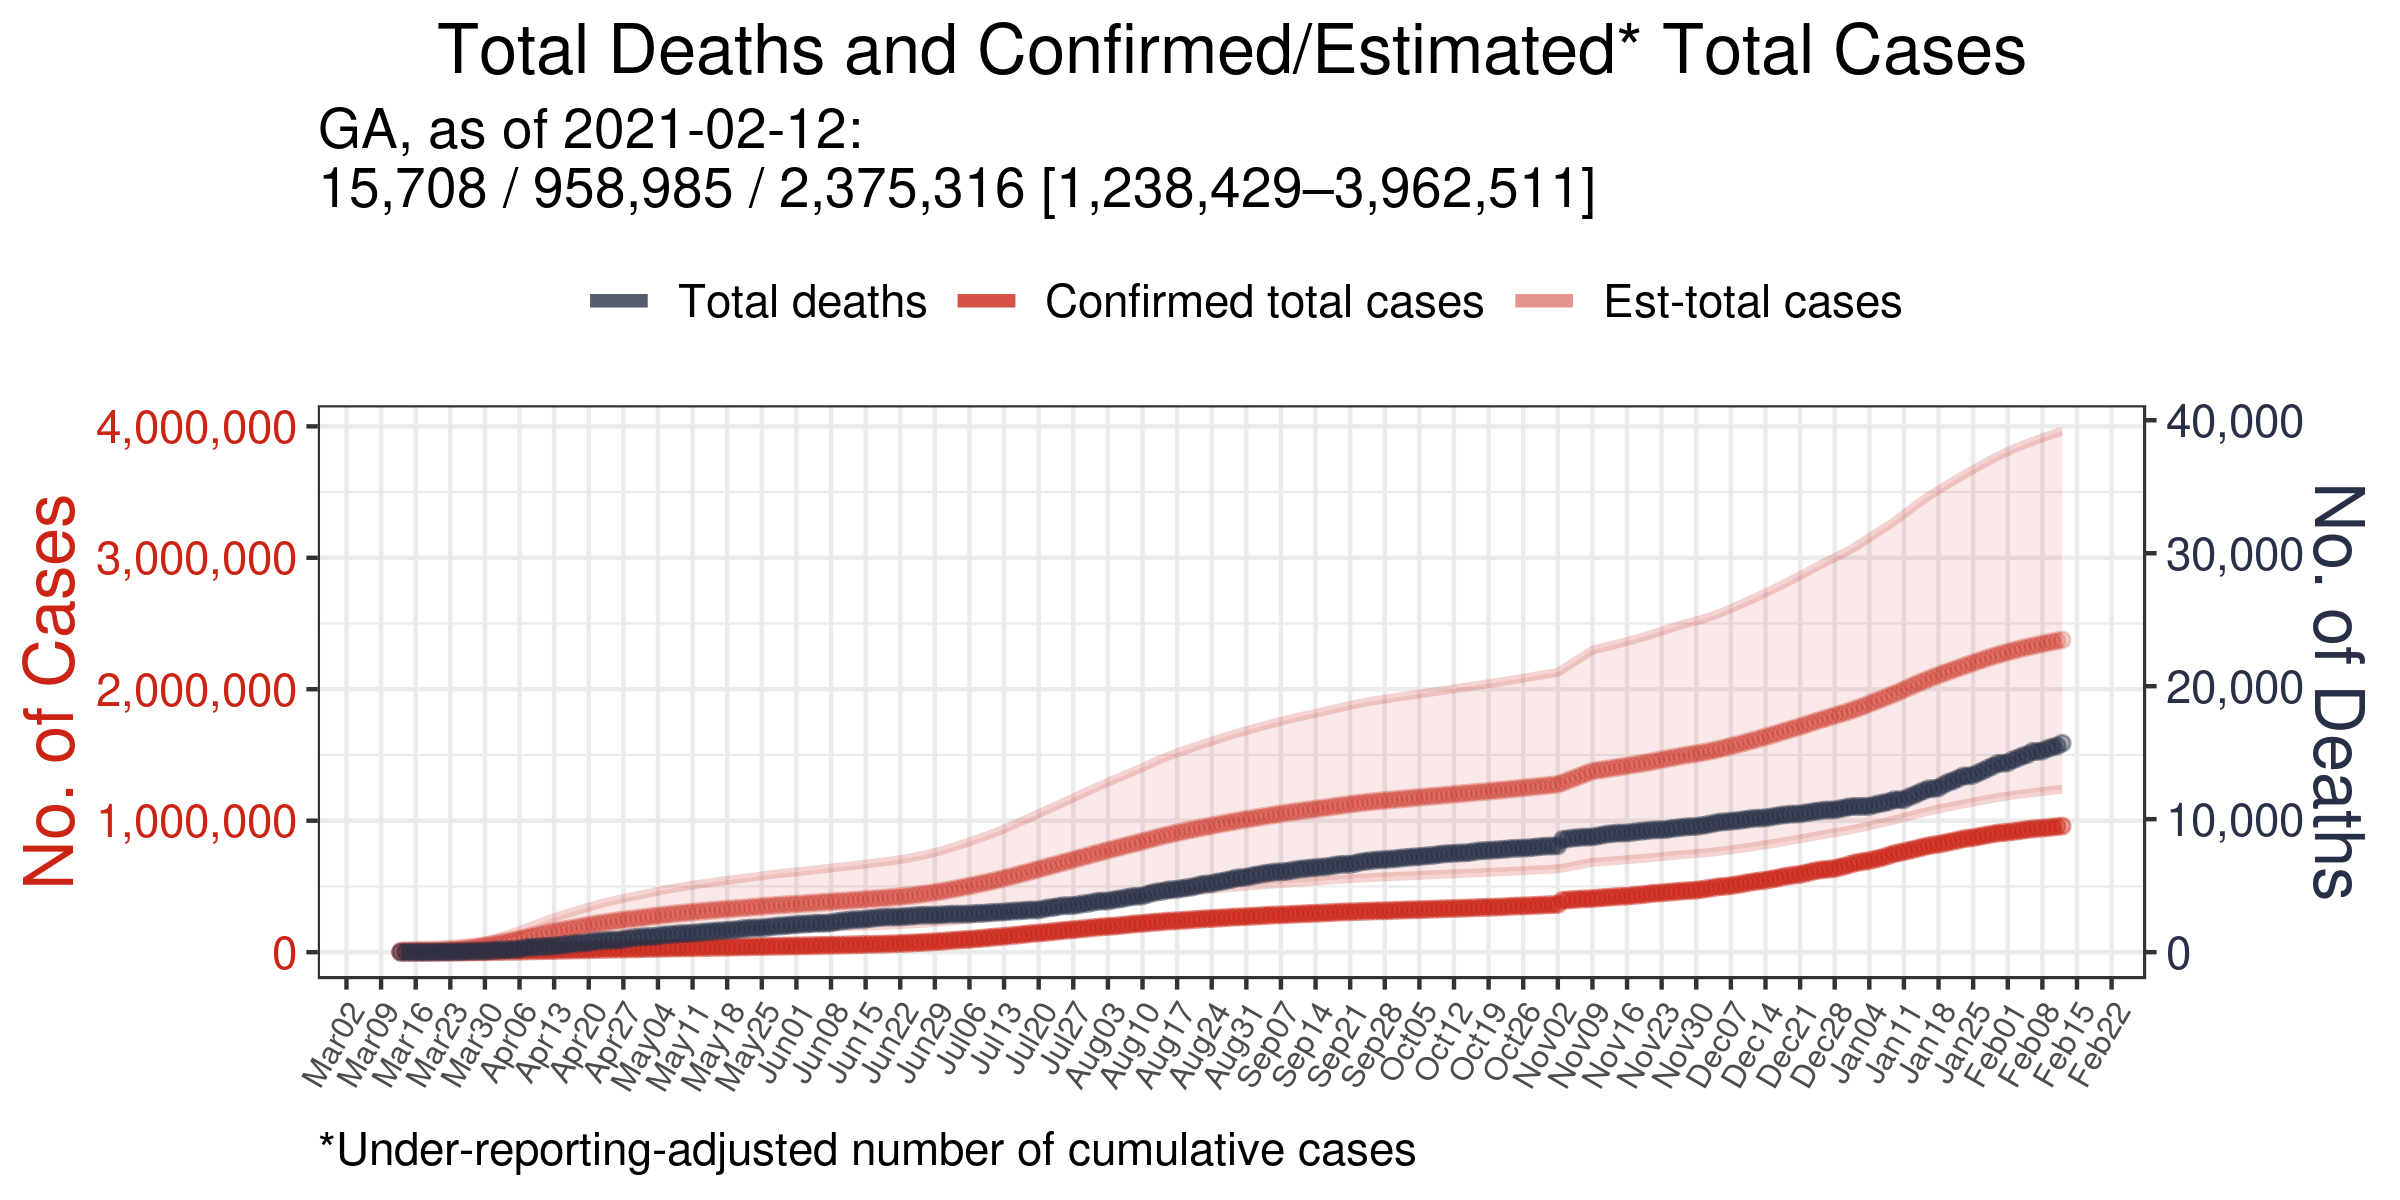 Total Deaths and Confirmed/Estimated* Total Cases
GA, as of 2021-02-12:
15,708 / 958,985 / 2,375,316 [1,238,429–3,962,511]
Total deaths
Confirmed total cases
Est-total cases
No. of Cases
4,000,000
3,000,000
2,000,000
1,000,000
0
40,000
30,000
20,000
10,000
0
No. of Deaths
Mar02
Mar09
Mar16
Mar23
Mar30
Apr06
Apr13
Apr20
Apr27
May04
May11
May18
May25
Jun01
Jun08
Jun15
Jun22
Jun29
Jul06
Jul13
Jul20
Jul27
Aug03
Aug10
Aug17
Aug24
Aug31
Sep07
Sep14
Sep21
Sep28
Oct05
Oct12
Oct19
Oct26
Nov02
Nov09
Nov16
Nov23
Nov30
Dec07
Dec14
Dec21
Dec28
Jan04
Jan11
Jan18
Jan25
Feb01
Feb08
Feb15
Feb22
*Under-reporting-adjusted number of cumulative cases